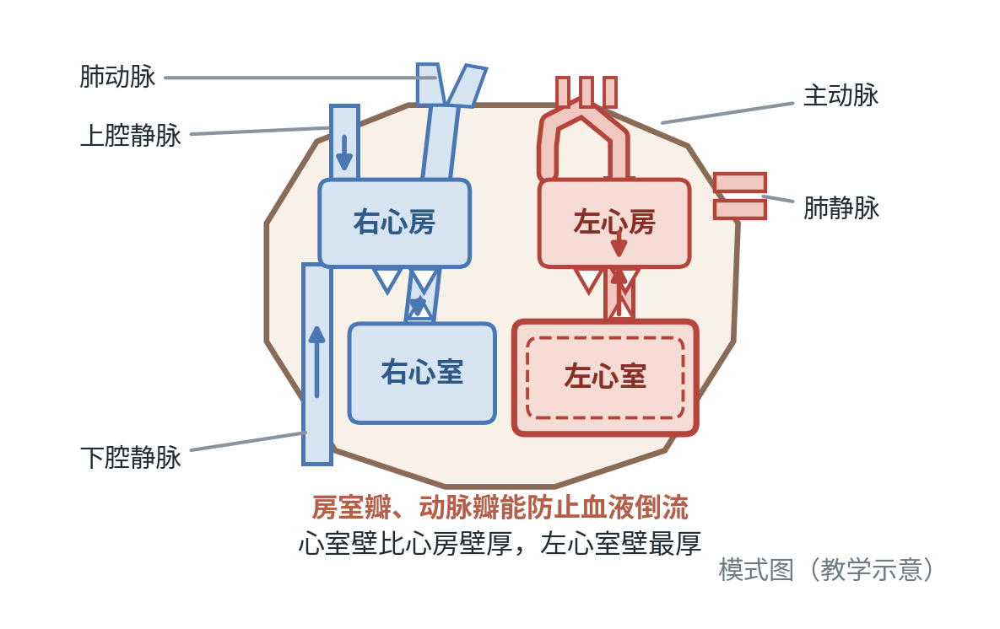 肺动脉
主动脉
上腔静脉
肺静脉
右心房
左心房
右心室
左心室
下腔静脉
房室瓣、动脉瓣能防止血液倒流
心室壁比心房壁厚，左心室壁最厚
模式图（教学示意）